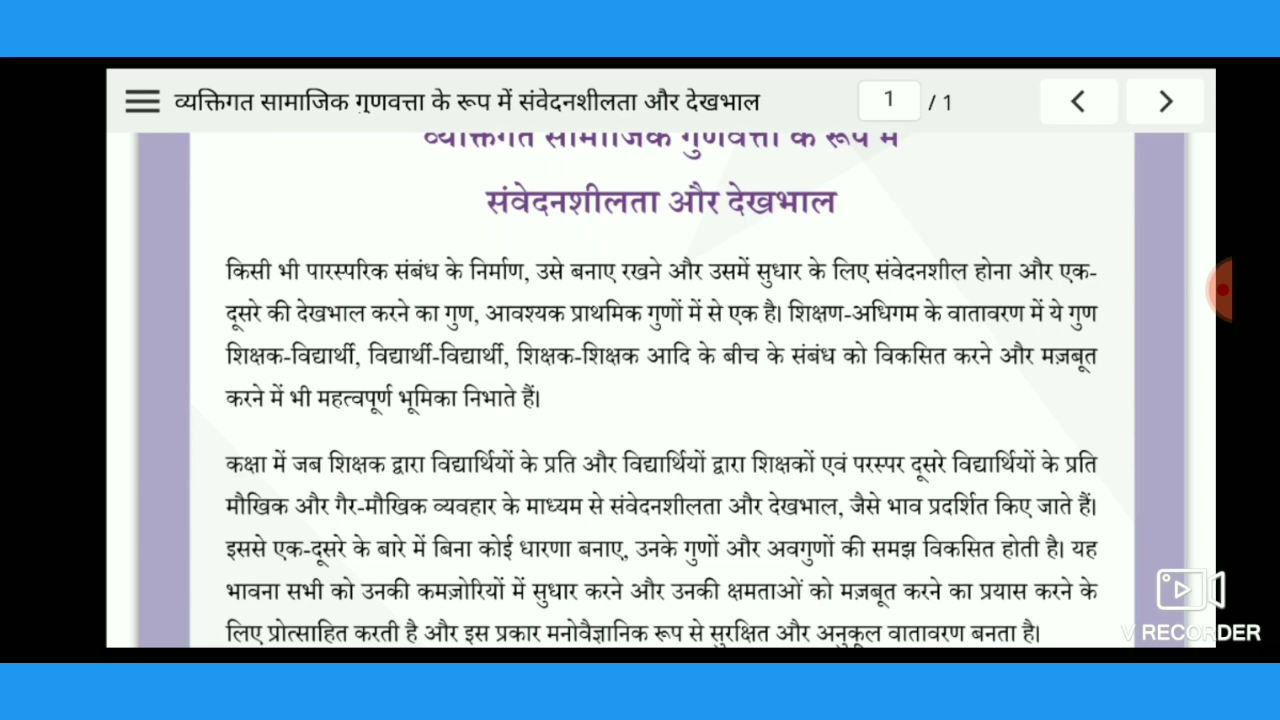 व्यक्तिगत सामाजिक गुणवत्ता के रूप में संवेदनशीलता और देखभाल
1 / 1
व्यक्तिगत सामाजिक गुणवत्ता के रूप में
संवेदनशीलता और देखभाल
किसी भी पारस्परिक संबंध के निर्माण, उसे बनाए रखने और उसमें सुधार के लिए संवेदनशील होना और एक-
दूसरे की देखभाल करने का गुण, आवश्यक प्राथमिक गुणों में से एक है। शिक्षण-अधिगम के वातावरण में ये गुण
शिक्षक-विद्यार्थी, विद्यार्थी-विद्यार्थी, शिक्षक-शिक्षक आदि के बीच के संबंध को विकसित करने और मज़बूत
करने में भी महत्वपूर्ण भूमिका निभाते हैं।
कक्षा में जब शिक्षक द्वारा विद्यार्थियों के प्रति और विद्यार्थियों द्वारा शिक्षकों एवं परस्पर दूसरे विद्यार्थियों के प्रति
मौखिक और गैर-मौखिक व्यवहार के माध्यम से संवेदनशीलता और देखभाल, जैसे भाव प्रदर्शित किए जाते हैं।
इससे एक-दूसरे के बारे में बिना कोई धारणा बनाए, उनके गुणों और अवगुणों की समझ विकसित होती है। यह
भावना सभी को उनकी कमज़ोरियों में सुधार करने और उनकी क्षमताओं को मज़बूत करने का प्रयास करने के
लिए प्रोत्साहित करती है और इस प्रकार मनोवैज्ञानिक रूप से सुरक्षित और अनुकूल वातावरण बनता है।
V RECORDER